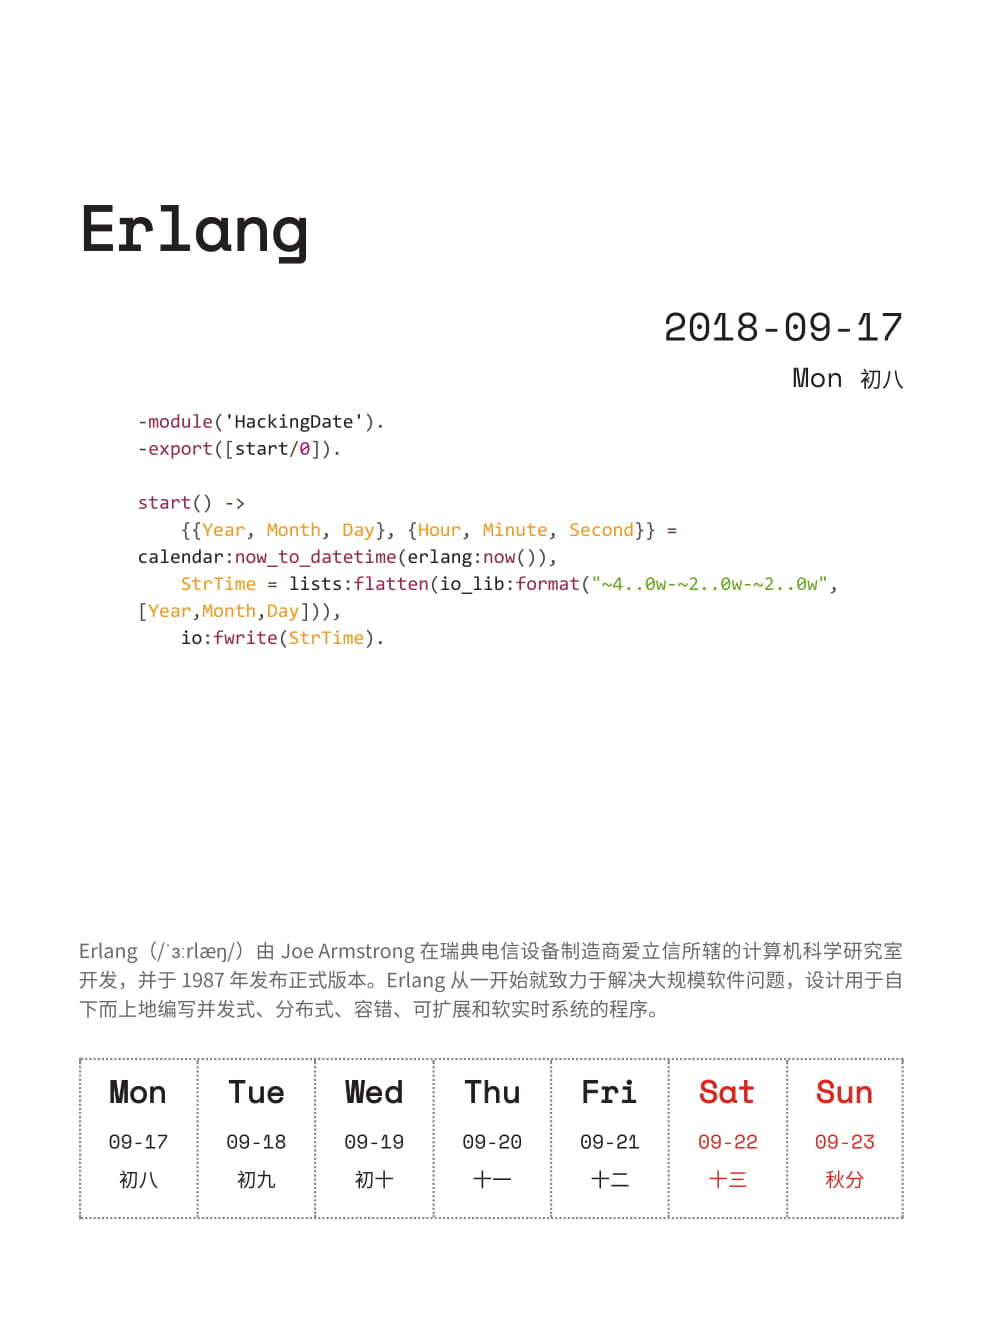 Erlang
2018-09-17
Mon 初八
-module('HackingDate').
-export([start/0]).
start() ->
    {{Year, Month, Day}, {Hour, Minute, Second}} =
calendar:now_to_datetime(erlang:now()),
    StrTime = lists:flatten(io_lib:format("~4..0w-~2..0w-~2..0w",
[Year,Month,Day])),
    io:fwrite(StrTime).
Erlang（/ˈɜːrlæŋ/）由 Joe Armstrong 在瑞典电信设备制造商爱立信所辖的计算机科学研究室
开发，并于 1987 年发布正式版本。Erlang 从一开始就致力于解决大规模软件问题，设计用于自
下而上地编写并发式、分布式、容错、可扩展和软实时系统的程序。
Mon Tue Wed Thu Fri Sat Sun
09-17 09-18 09-19 09-20 09-21 09-22 09-23
初八 初九 初十 十一 十二 十三 秋分